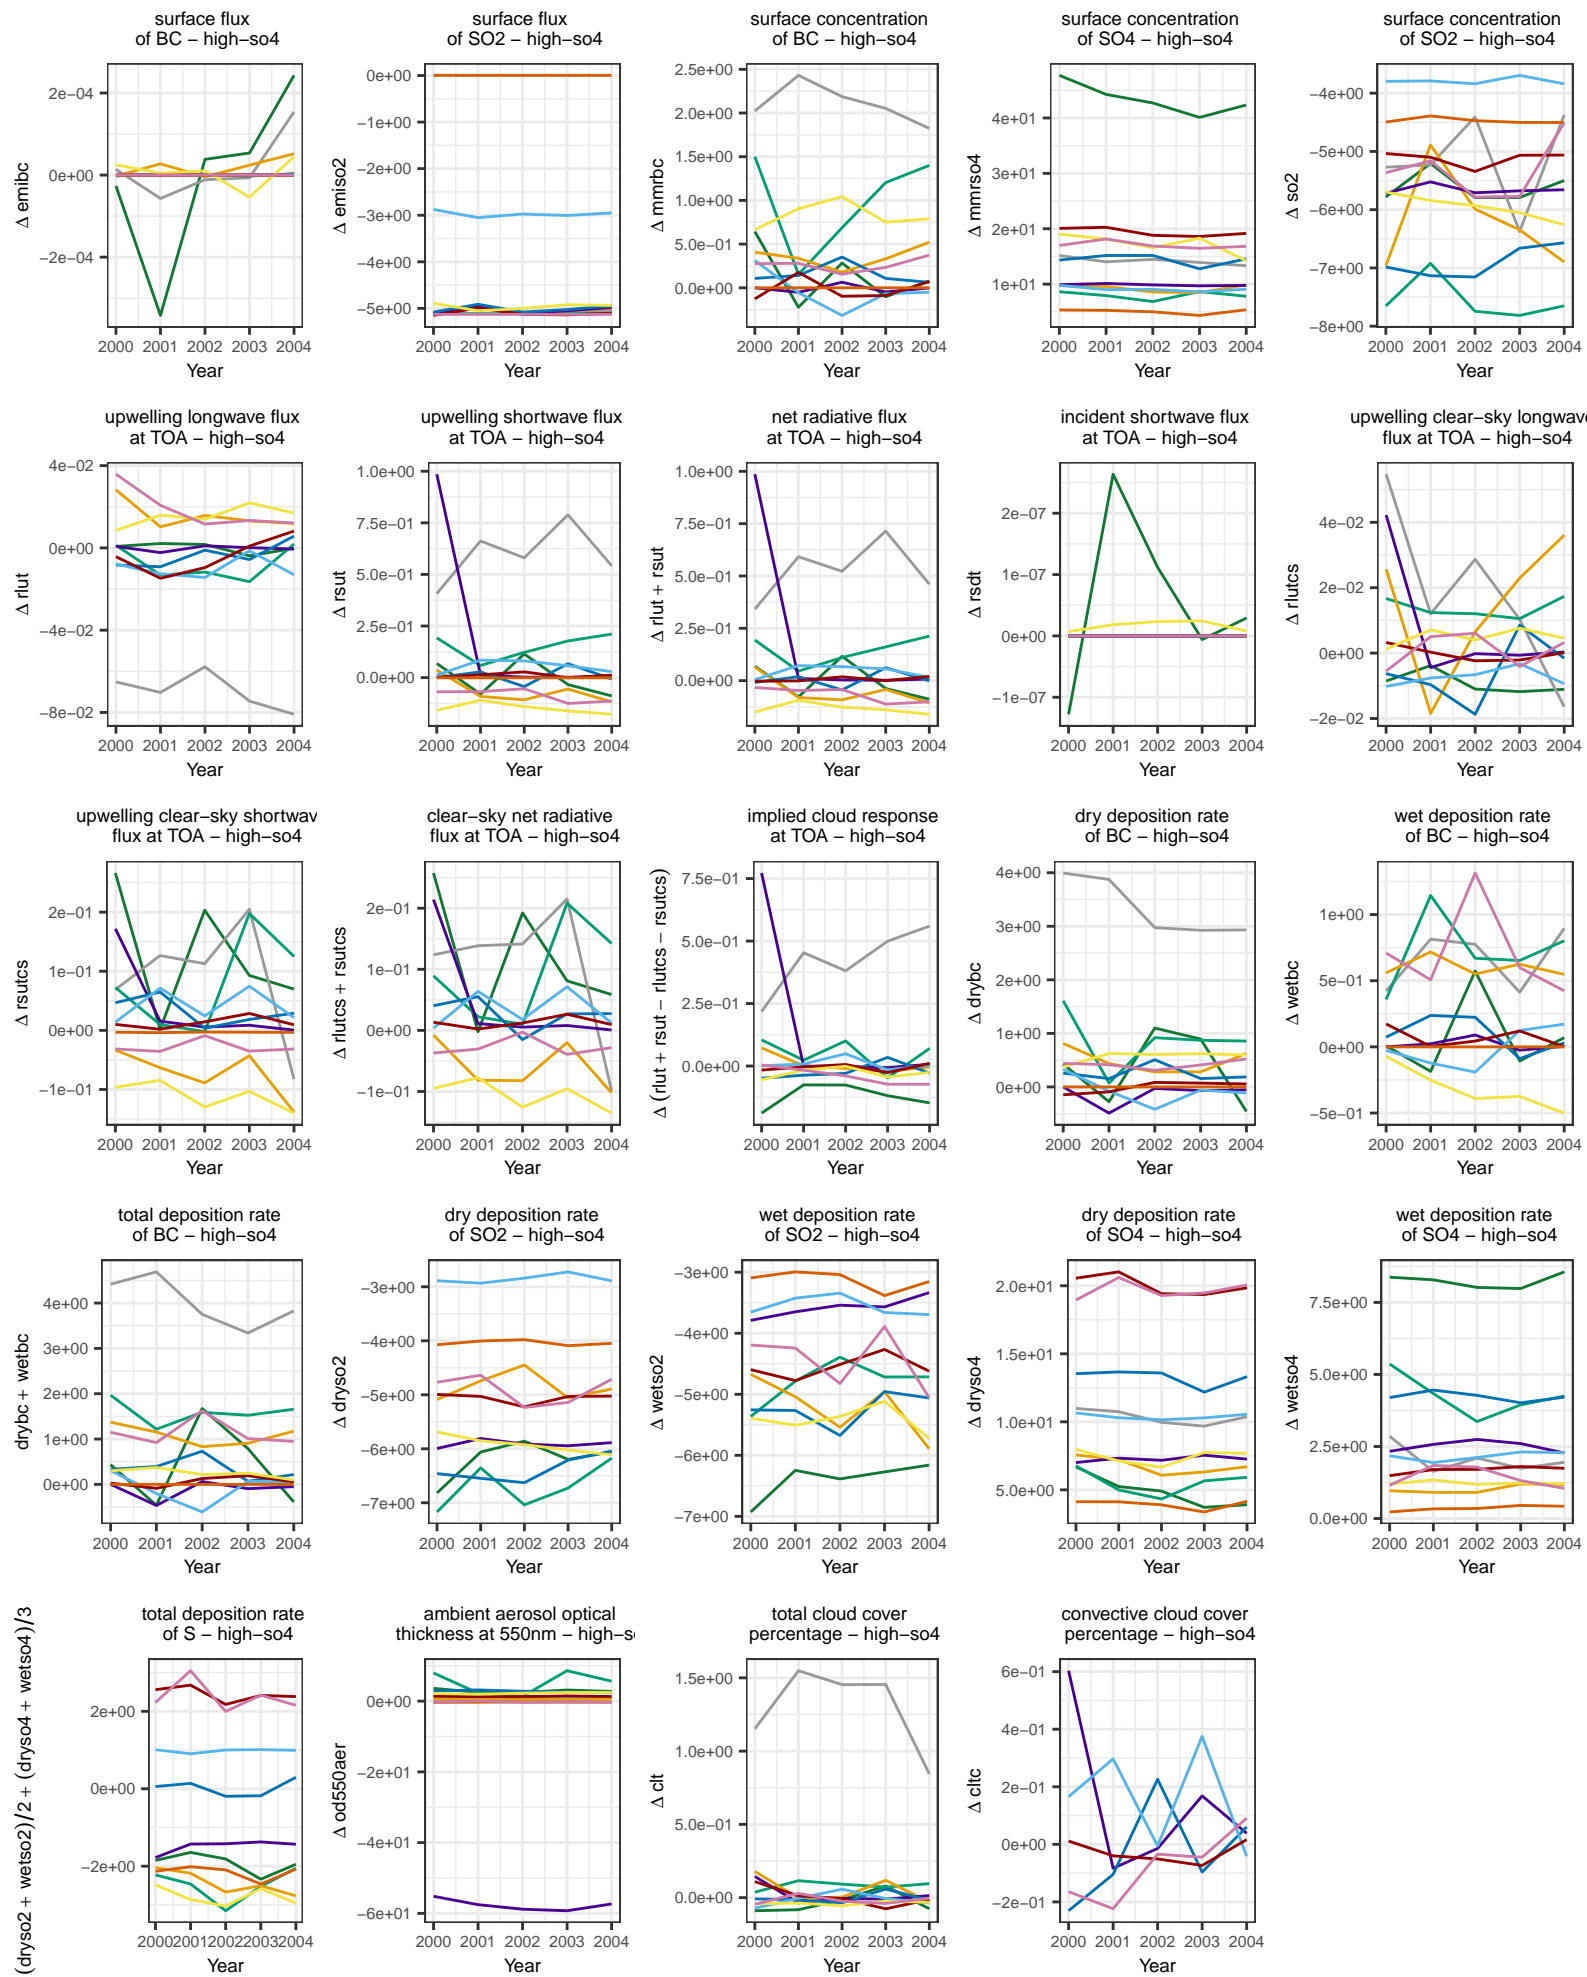 surface flux
of BC − high−so4
Δ emibc
2e−04
0e+00
−2e−04
2000 2001 2002 2003 2004
Year
surface flux
of SO2 − high−so4
Δ emiso2
0e+00
−1e+00
−2e+00
−3e+00
−4e+00
−5e+00
2000 2001 2002 2003 2004
Year
surface concentration
of BC − high−so4
Δ mmrbc
2.5e+00
2.0e+00
1.5e+00
1.0e+00
5.0e−01
0.0e+00
2000 2001 2002 2003 2004
Year
surface concentration
of SO4 − high−so4
Δ mmrso4
4e+01
3e+01
2e+01
1e+01
2000 2001 2002 2003 2004
Year
surface concentration
of SO2 − high−so4
Δ so2
−4e+00
−5e+00
−6e+00
−7e+00
−8e+00
2000 2001 2002 2003 2004
Year
upwelling longwave flux
at TOA − high−so4
Δ rlut
4e−02
0e+00
−4e−02
−8e−02
2000 2001 2002 2003 2004
Year
upwelling shortwave flux
at TOA − high−so4
Δ rsut
1.0e+00
7.5e−01
5.0e−01
2.5e−01
0.0e+00
2000 2001 2002 2003 2004
Year
net radiative flux
at TOA − high−so4
Δ rlut + rsut
1.0e+00
7.5e−01
5.0e−01
2.5e−01
0.0e+00
2000 2001 2002 2003 2004
Year
incident shortwave flux
at TOA − high−so4
Δ rsdt
2e−07
1e−07
0e+00
−1e−07
2000 2001 2002 2003 2004
Year
upwelling clear−sky longwave
flux at TOA − high−so4
Δ rlutcs
4e−02
2e−02
0e+00
−2e−02
2000 2001 2002 2003 2004
Year
upwelling clear−sky shortwav
flux at TOA − high−so4
Δ rsutcs
2e−01
1e−01
0e+00
−1e−01
2000 2001 2002 2003 2004
Year
clear−sky net radiative
flux at TOA − high−so4
Δ rlutcs + rsutcs
2e−01
1e−01
0e+00
−1e−01
2000 2001 2002 2003 2004
Year
implied cloud response
at TOA − high−so4
Δ (rlut + rsut − rlutcs − rsutcs)
7.5e−01
5.0e−01
2.5e−01
0.0e+00
2000 2001 2002 2003 2004
Year
dry deposition rate
of BC − high−so4
Δ drybc
4e+00
3e+00
2e+00
1e+00
0e+00
2000 2001 2002 2003 2004
Year
wet deposition rate
of BC − high−so4
Δ wetbc
1e+00
5e−01
0e+00
−5e−01
2000 2001 2002 2003 2004
Year
total deposition rate
of BC − high−so4
drybc + wetbc
4e+00
3e+00
2e+00
1e+00
0e+00
2000 2001 2002 2003 2004
Year
dry deposition rate
of SO2 − high−so4
Δ dryso2
−3e+00
−4e+00
−5e+00
−6e+00
−7e+00
2000 2001 2002 2003 2004
Year
wet deposition rate
of SO2 − high−so4
Δ wetso2
−3e+00
−4e+00
−5e+00
−6e+00
−7e+00
2000 2001 2002 2003 2004
Year
dry deposition rate
of SO4 − high−so4
Δ dryso4
2.0e+01
1.5e+01
1.0e+01
5.0e+00
2000 2001 2002 2003 2004
Year
wet deposition rate
of SO4 − high−so4
Δ wetso4
7.5e+00
5.0e+00
2.5e+00
0.0e+00
2000 2001 2002 2003 2004
Year
total deposition rate
of S − high−so4
(dryso2 + wetso2)/2 + (dryso4 + wetso4)/3
2e+00
0e+00
−2e+00
2000 2001 2002 2003 2004
Year
ambient aerosol optical
thickness at 550nm − high−s
Δ od550aer
0e+00
−2e+01
−4e+01
−6e+01
2000 2001 2002 2003 2004
Year
total cloud cover
percentage − high−so4
Δ clt
1.5e+00
1.0e+00
5.0e−01
0.0e+00
2000 2001 2002 2003 2004
Year
convective cloud cover
percentage − high−so4
Δ cltc
6e−01
4e−01
2e−01
0e+00
−2e−01
2000 2001 2002 2003 2004
Year